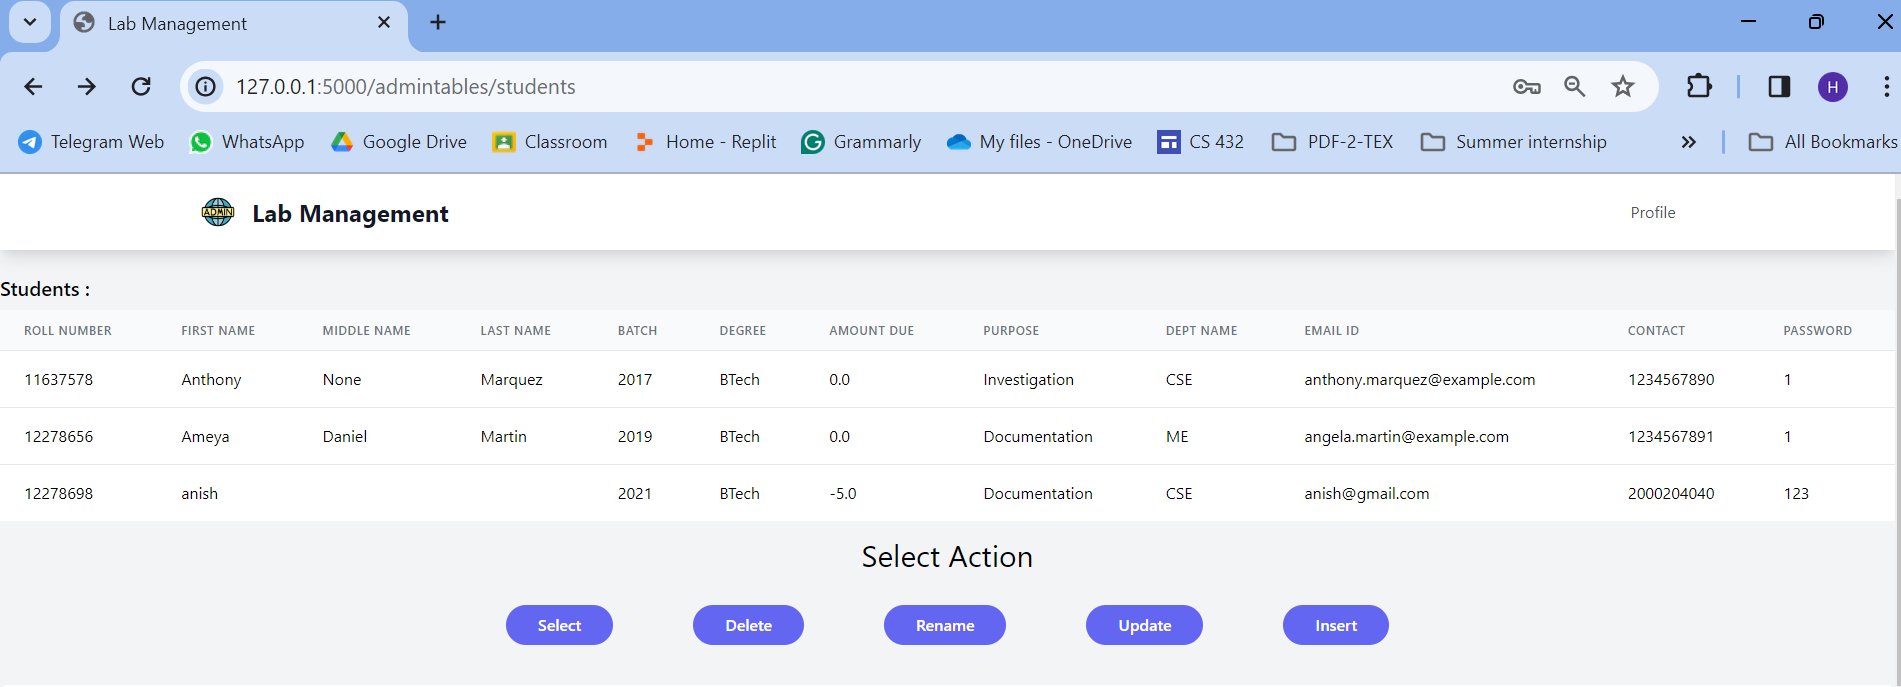 Lab Management
127.0.0.1:5000/admintables/students
H
Telegram Web WhatsApp Google Drive Classroom Home - Replit Grammarly My files - OneDrive CS 432 PDF-2-TEX Summer internship » All Bookmarks
ADMIN Lab Management Profile
Students :
ROLL NUMBER FIRST NAME MIDDLE NAME LAST NAME BATCH DEGREE AMOUNT DUE PURPOSE DEPT NAME EMAIL ID CONTACT PASSWORD
11637578 Anthony None Marquez 2017 BTech 0.0 Investigation CSE anthony.marquez@example.com 1234567890 1
12278656 Ameya Daniel Martin 2019 BTech 0.0 Documentation ME angela.martin@example.com 1234567891 1
12278698 anish 2021 BTech -5.0 Documentation CSE anish@gmail.com 2000204040 123
Select Action
Select Delete Rename Update Insert